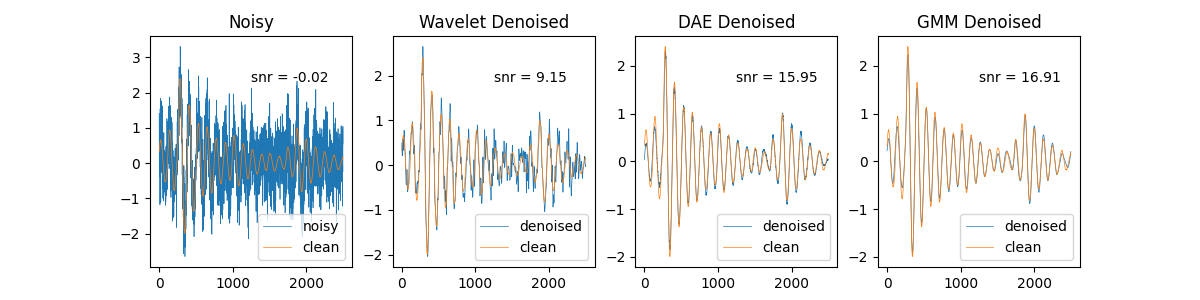 Noisy
3
2
1
0
−1
−2
0
1000
2000
snr = -0.02
noisy
clean
Wavelet Denoised
2
1
0
−1
−2
0
1000
2000
snr = 9.15
denoised
clean
DAE Denoised
2
1
0
−1
−2
0
1000
2000
snr = 15.95
denoised
clean
GMM Denoised
2
1
0
−1
−2
0
1000
2000
snr = 16.91
denoised
clean